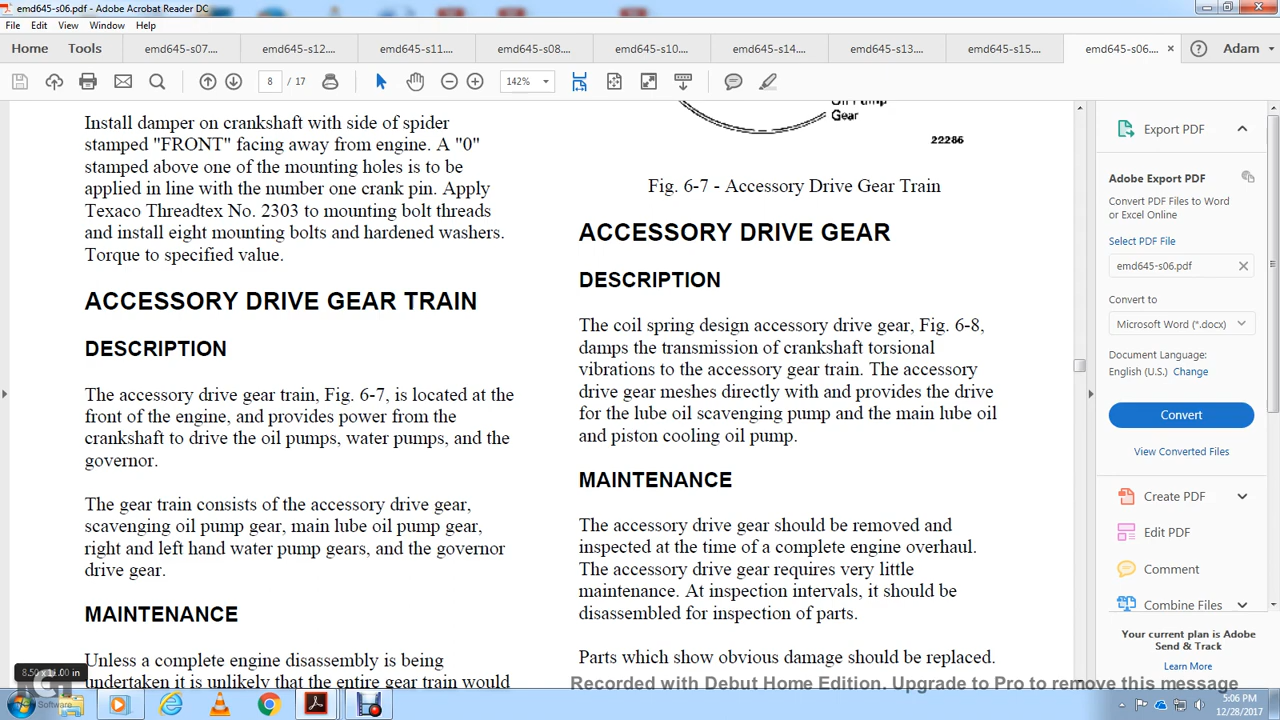 emd645-s06.pdf - Adobe Acrobat Reader DC
File Edit View Window Help
Home Tools emd645-s07.... emd645-s12.... emd645-s11.... emd645-s08.... emd645-s10.... emd645-s14.... emd645-s13.... emd645-s15.... emd645-s06.... × Adam
8 / 17 142%
Install damper on crankshaft with side of spider
stamped "FRONT" facing away from engine. A "0"
stamped above one of the mounting holes is to be
applied in line with the number one crank pin. Apply
Texaco Threadtex No. 2303 to mounting bolt threads
and install eight mounting bolts and hardened washers.
Torque to specified value.
ACCESSORY DRIVE GEAR TRAIN
DESCRIPTION
The accessory drive gear train, Fig. 6-7, is located at the
front of the engine, and provides power from the
crankshaft to drive the oil pumps, water pumps, and the
governor.
The gear train consists of the accessory drive gear,
scavenging oil pump gear, main lube oil pump gear,
right and left hand water pump gears, and the governor
drive gear.
MAINTENANCE
Unless a complete engine disassembly is being
undertaken it is unlikely that the entire gear train would
8.50 x 11.00 in
Oil Pump
Gear
22286
Fig. 6-7 - Accessory Drive Gear Train
ACCESSORY DRIVE GEAR
DESCRIPTION
The coil spring design accessory drive gear, Fig. 6-8,
damps the transmission of crankshaft torsional
vibrations to the accessory gear train. The accessory
drive gear meshes directly with and provides the drive
for the lube oil scavenging pump and the main lube oil
and piston cooling oil pump.
MAINTENANCE
The accessory drive gear should be removed and
inspected at the time of a complete engine overhaul.
The accessory drive gear requires very little
maintenance. At inspection intervals, it should be
disassembled for inspection of parts.
Parts which show obvious damage should be replaced.
Export PDF
Adobe Export PDF
Convert PDF Files to Word
or Excel Online
Select PDF File
emd645-s06.pdf
Convert to
Microsoft Word (*.docx)
Document Language:
English (U.S.) Change
Convert
View Converted Files
Create PDF
Edit PDF
Comment
Combine Files
Your current plan is Adobe
Send & Track
Learn More
Recorded with Debut Home Edition. Upgrade to Pro to remove this message
Software
5:06 PM
12/28/2017